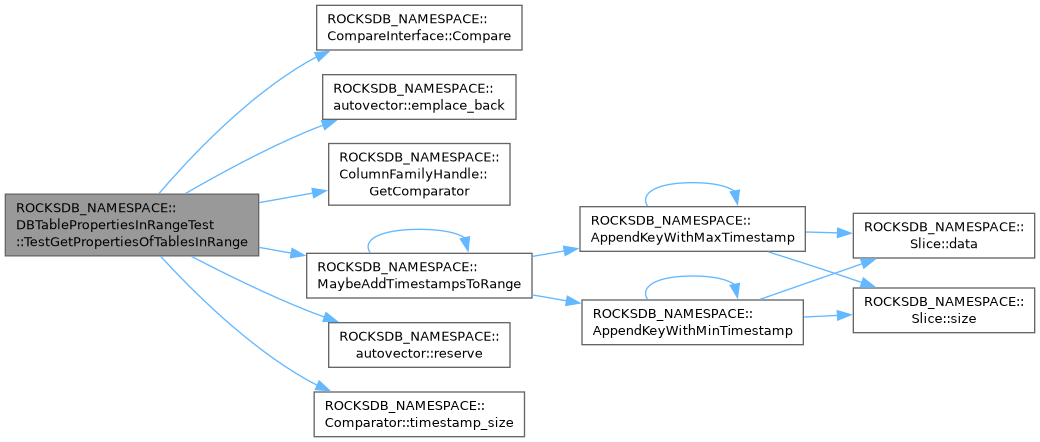 ROCKSDB_NAMESPACE::
DBTablePropertiesInRangeTest
::TestGetPropertiesOfTablesInRange
ROCKSDB_NAMESPACE::
CompareInterface::Compare
ROCKSDB_NAMESPACE::
autovector::emplace_back
ROCKSDB_NAMESPACE::
ColumnFamilyHandle::
GetComparator
ROCKSDB_NAMESPACE::
MaybeAddTimestampsToRange
ROCKSDB_NAMESPACE::
autovector::reserve
ROCKSDB_NAMESPACE::
Comparator::timestamp_size
ROCKSDB_NAMESPACE::
AppendKeyWithMaxTimestamp
ROCKSDB_NAMESPACE::
AppendKeyWithMinTimestamp
ROCKSDB_NAMESPACE::
Slice::data
ROCKSDB_NAMESPACE::
Slice::size